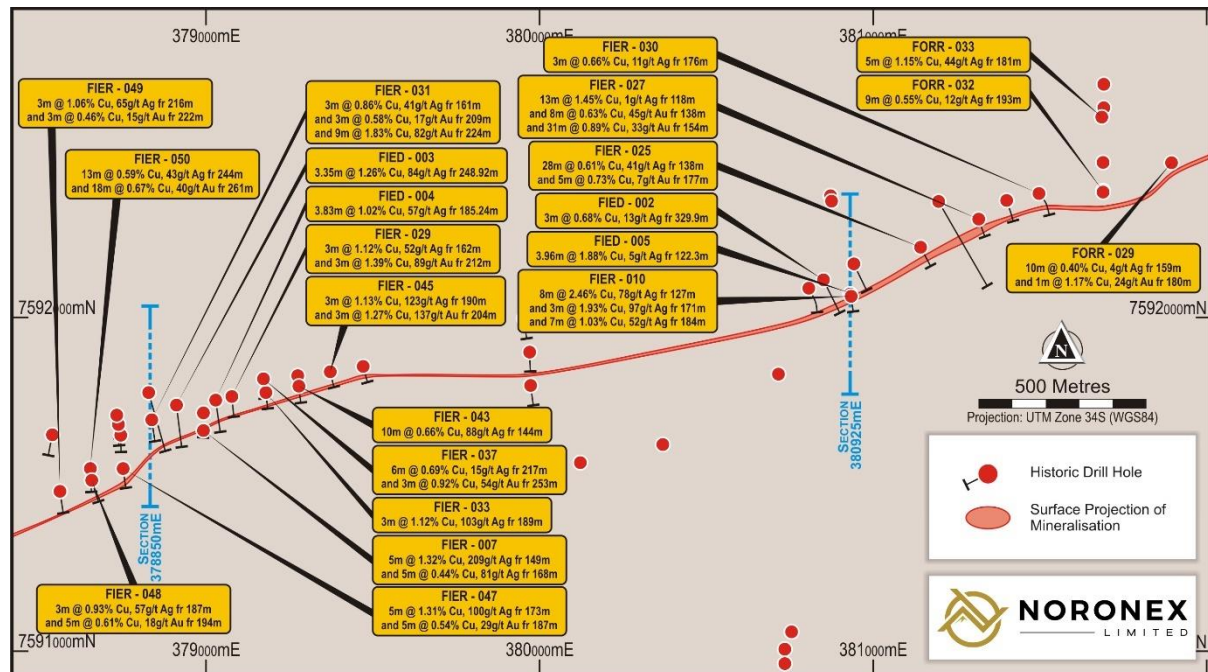 379000mE
380000mE
381000mE
FIER - 049
3m @ 1.06% Cu, 65g/t Ag fr 216m
and 3m @ 0.46% Cu, 15g/t Au fr 222m
FIER - 050
13m @ 0.59% Cu, 43g/t Ag fr 244m
and 18m @ 0.67% Cu, 40g/t Au fr 261m
FIER - 031
3m @ 0.86% Cu, 41g/t Ag fr 161m
and 3m @ 0.58% Cu, 17g/t Au fr 209m
and 9m @ 1.83% Cu, 82g/t Au fr 224m
FIED - 003
3.35m @ 1.26% Cu, 84g/t Ag fr 248.92m
FIED - 004
3.83m @ 1.02% Cu, 57g/t Ag fr 185.24m
FIER - 029
3m @ 1.12% Cu, 52g/t Ag fr 162m
and 3m @ 1.39% Cu, 89g/t Au fr 212m
FIER - 045
3m @ 1.13% Cu, 123g/t Ag fr 190m
and 3m @ 1.27% Cu, 137g/t Au fr 204m
FIER - 030
3m @ 0.66% Cu, 11g/t Ag fr 176m
FIER - 027
13m @ 1.45% Cu, 1g/t Ag fr 118m
and 8m @ 0.63% Cu, 45g/t Au fr 138m
and 31m @ 0.89% Cu, 33g/t Au fr 154m
FIER - 025
28m @ 0.61% Cu, 41g/t Ag fr 138m
and 5m @ 0.73% Cu, 7g/t Au fr 177m
FIED - 002
3m @ 0.68% Cu, 13g/t Ag fr 329.9m
FIED - 005
3.96m @ 1.88% Cu, 5g/t Ag fr 122.3m
FIER - 010
8m @ 2.46% Cu, 78g/t Ag fr 127m
and 3m @ 1.93% Cu, 97g/t Ag fr 171m
and 7m @ 1.03% Cu, 52g/t Ag fr 184m
FORR - 033
5m @ 1.15% Cu, 44g/t Ag fr 181m
FORR - 032
9m @ 0.55% Cu, 12g/t Ag fr 193m
FORR - 029
10m @ 0.40% Cu, 4g/t Ag fr 159m
and 1m @ 1.17% Cu, 24g/t Au fr 180m
7592000mN
7592000mN
N
500 Metres
Projection: UTM Zone 34S (WGS84)
SECTION
378850mE
SECTION
380925mE
FIER - 043
10m @ 0.66% Cu, 88g/t Ag fr 144m
FIER - 037
6m @ 0.69% Cu, 15g/t Ag fr 217m
and 3m @ 0.92% Cu, 54g/t Au fr 253m
FIER - 033
3m @ 1.12% Cu, 103g/t Ag fr 189m
FIER - 007
5m @ 1.32% Cu, 209g/t Ag fr 149m
and 5m @ 0.44% Cu, 81g/t Ag fr 168m
FIER - 047
5m @ 1.31% Cu, 100g/t Ag fr 173m
and 5m @ 0.54% Cu, 29g/t Au fr 187m
FIER - 048
3m @ 0.93% Cu, 57g/t Ag fr 187m
and 5m @ 0.61% Cu, 18g/t Au fr 194m
Historic Drill Hole
Surface Projection of
Mineralisation
NORONEX
LIMITED
7591000mN
379000mE
380000mE
381000mE